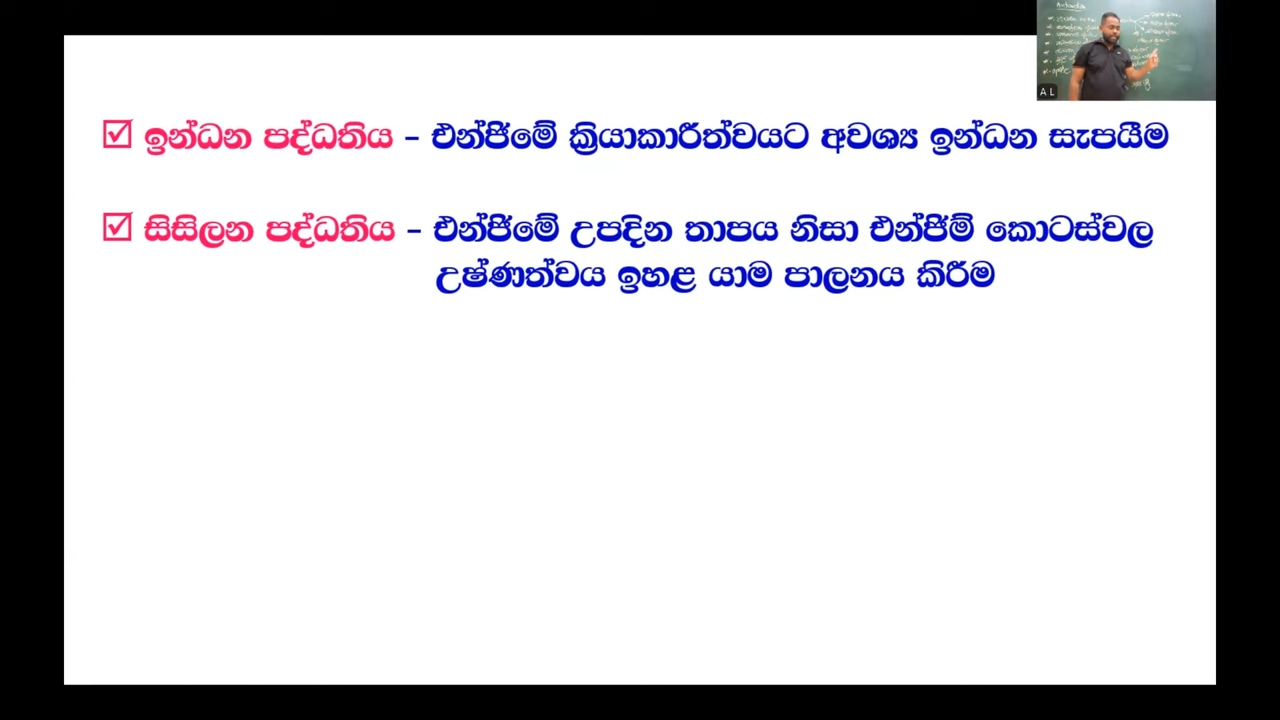 ☑ ඉන්ධන පද්ධතිය – එන්ජිමේ ක්‍රියාකාරීත්වයට අවශ්‍ය ඉන්ධන සැපයීම
☑ සිසිලන පද්ධතිය – එන්ජිමේ උපදින තාපය නිසා එන්ජිම් කොටස්වල
උෂ්ණත්වය ඉහළ යාම පාලනය කිරීම
A L